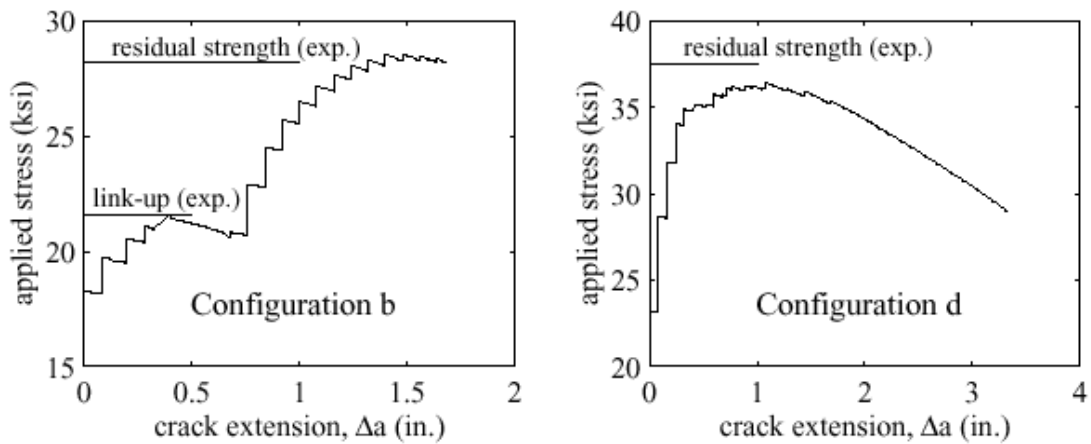 30
residual strength (exp.)
25
link-up (exp.)
20
Configuration b
15
0 0.5 1 1.5 2
crack extension, Δa (in.)
applied stress (ksi)
40
residual strength (exp.)
35
30
25
Configuration d
20
0 1 2 3 4
crack extension, Δa (in.)
applied stress (ksi)